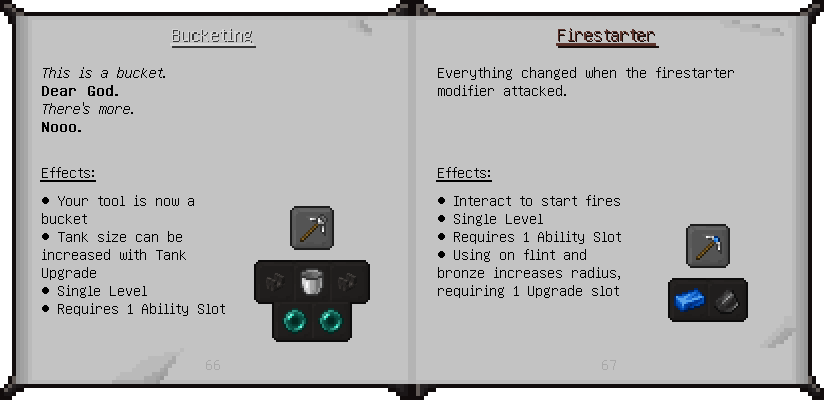 Bucketing
This is a bucket.
Dear God.
There's more.
Nooo.
Effects:
• Your tool is now a
bucket
• Tank size can be
increased with Tank
Upgrade
• Single Level
• Requires 1 Ability Slot
66
Firestarter
Everything changed when the firestarter
modifier attacked.
Effects:
• Interact to start fires
• Single Level
• Requires 1 Ability Slot
• Using on flint and
bronze increases radius,
requiring 1 Upgrade slot
67